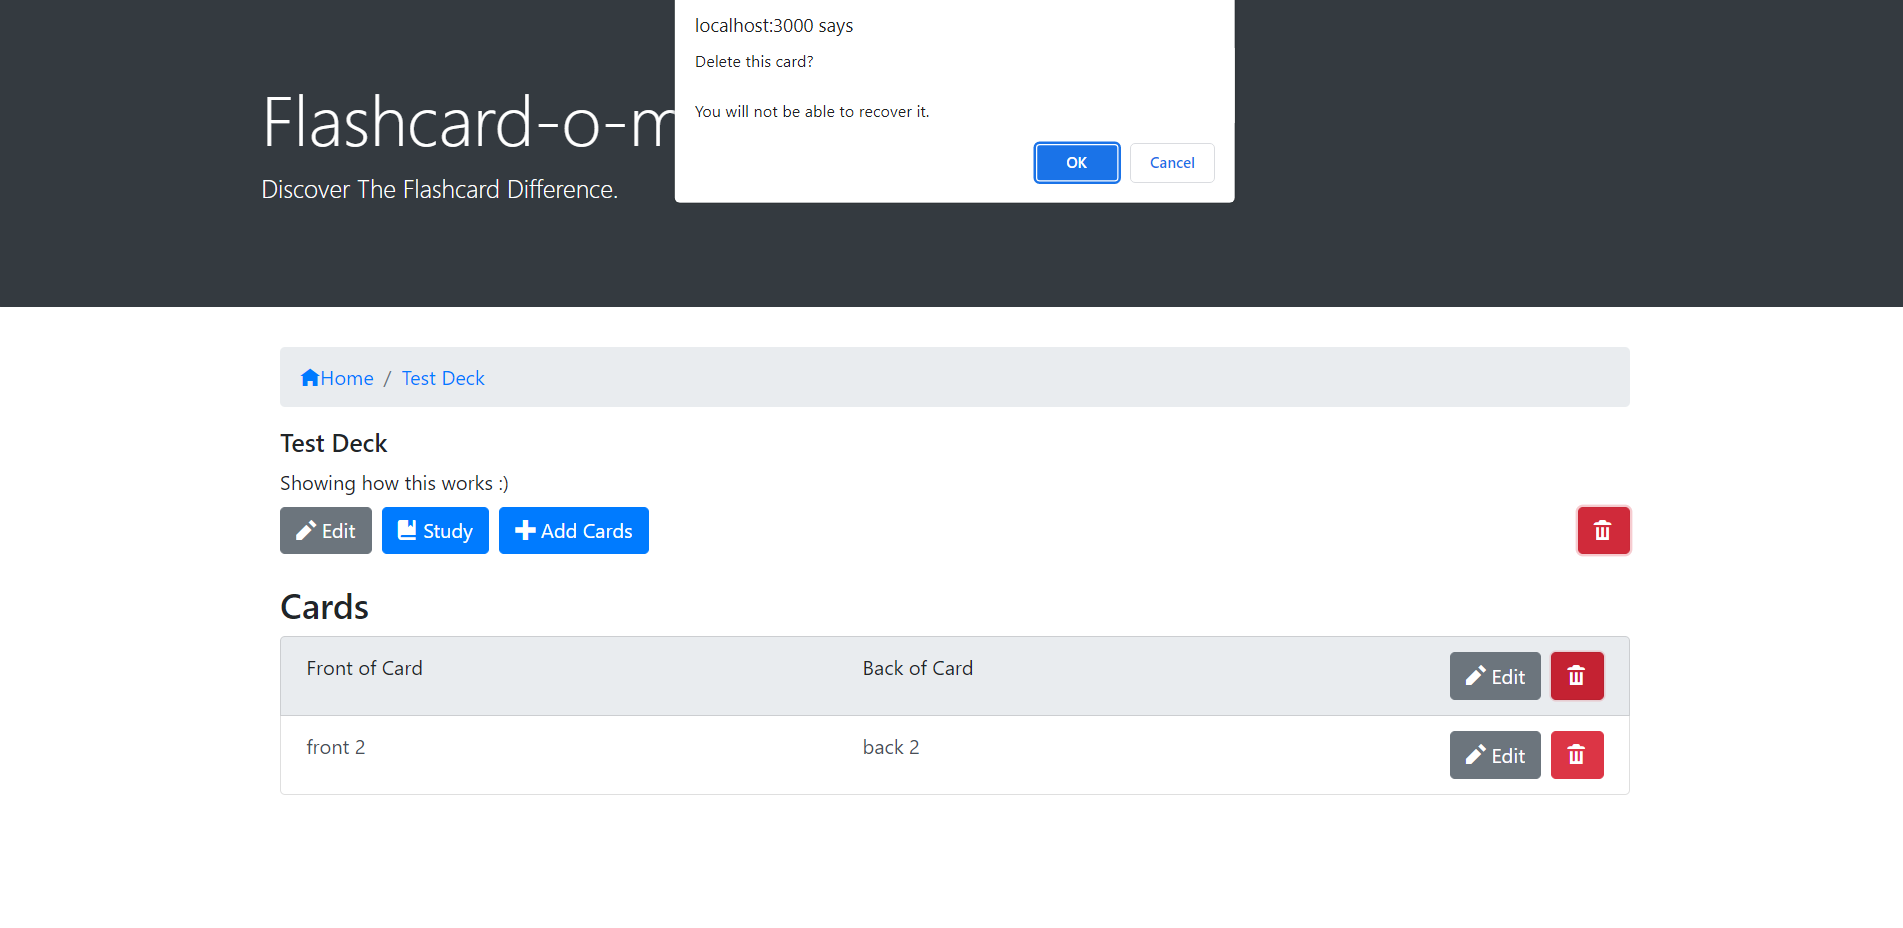 localhost:3000 says
Delete this card?
You will not be able to recover it.
OK Cancel
Flashcard-o-m
Discover The Flashcard Difference.
Home / Test Deck
Test Deck
Showing how this works :)
Edit Study Add Cards
Cards
Front of Card Back of Card Edit
front 2 back 2 Edit